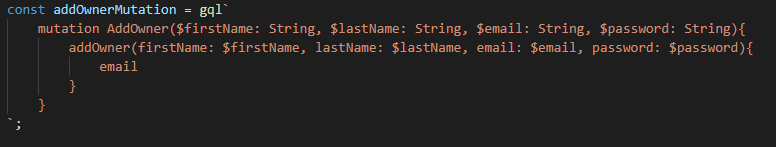 const addOwnerMutation = gql`
    mutation AddOwner($firstName: String, $lastName: String, $email: String, $password: String){
        addOwner(firstName: $firstName, lastName: $lastName, email: $email, password: $password){
            email
        }
    }
`;